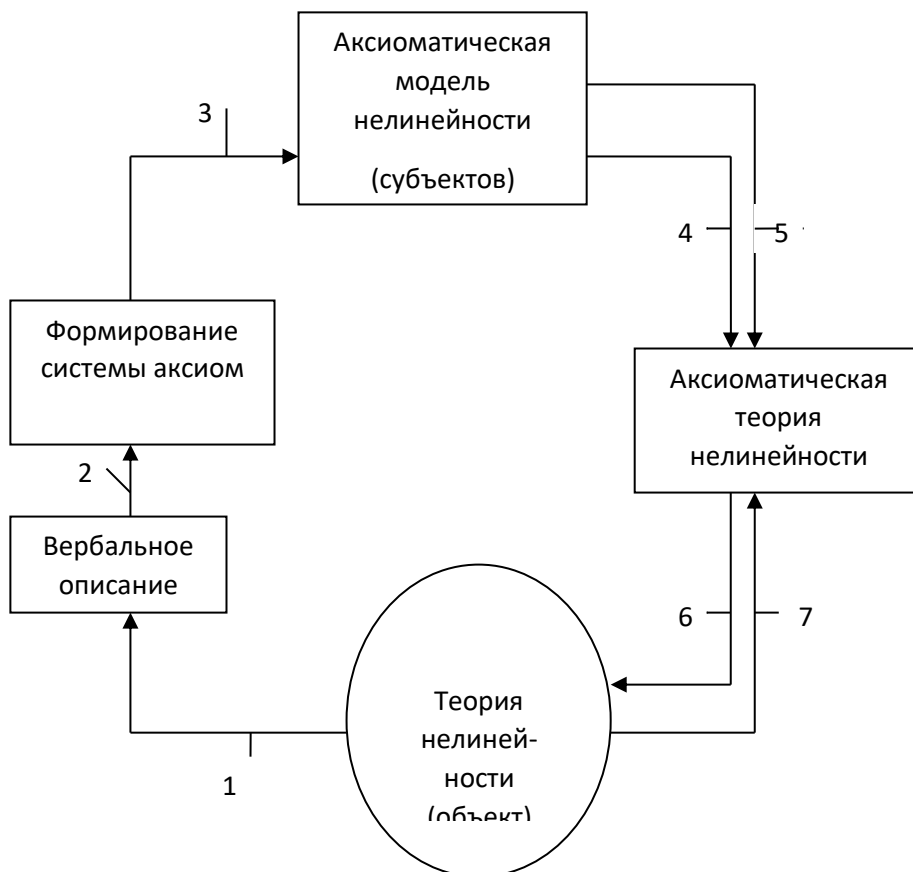 Аксиоматическая
модель
нелинейности
(субъектов)
3
4
5
Формирование
системы аксиом
Аксиоматическая
теория
нелинейности
2
Вербальное
описание
6
7
Теория
нелиней-
ности
(объект)
1